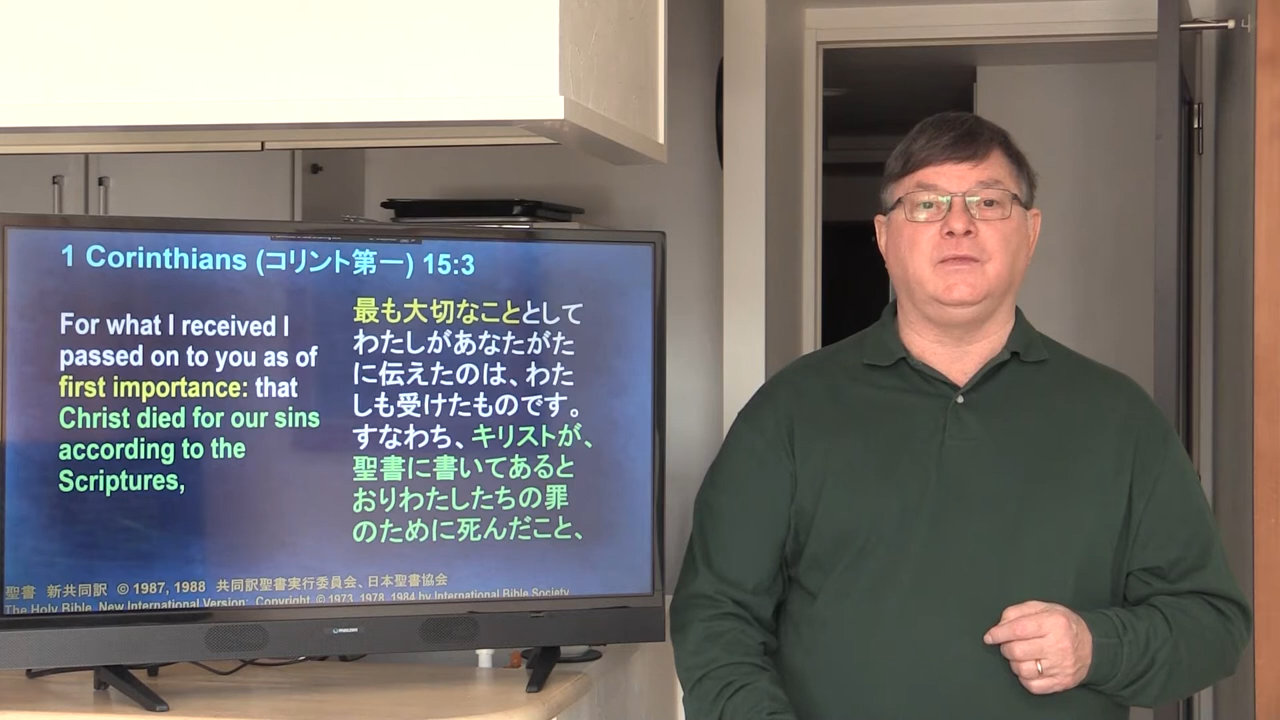 1 Corinthians (コリント第一) 15:3
For what I received I
passed on to you as of
first importance: that
Christ died for our sins
according to the
Scriptures,
最も大切なこととして
わたしがあなたがた
に伝えたのは、わた
しも受けたものです。
すなわち、キリストが、
聖書に書いてあると
おりわたしたちの罪
のために死んだこと、
聖書 新共同訳 © 1987, 1988 共同訳聖書実行委員会、日本聖書協会
The Holy Bible, New International Version: Copyright © 1973, 1978, 1984 by International Bible Society